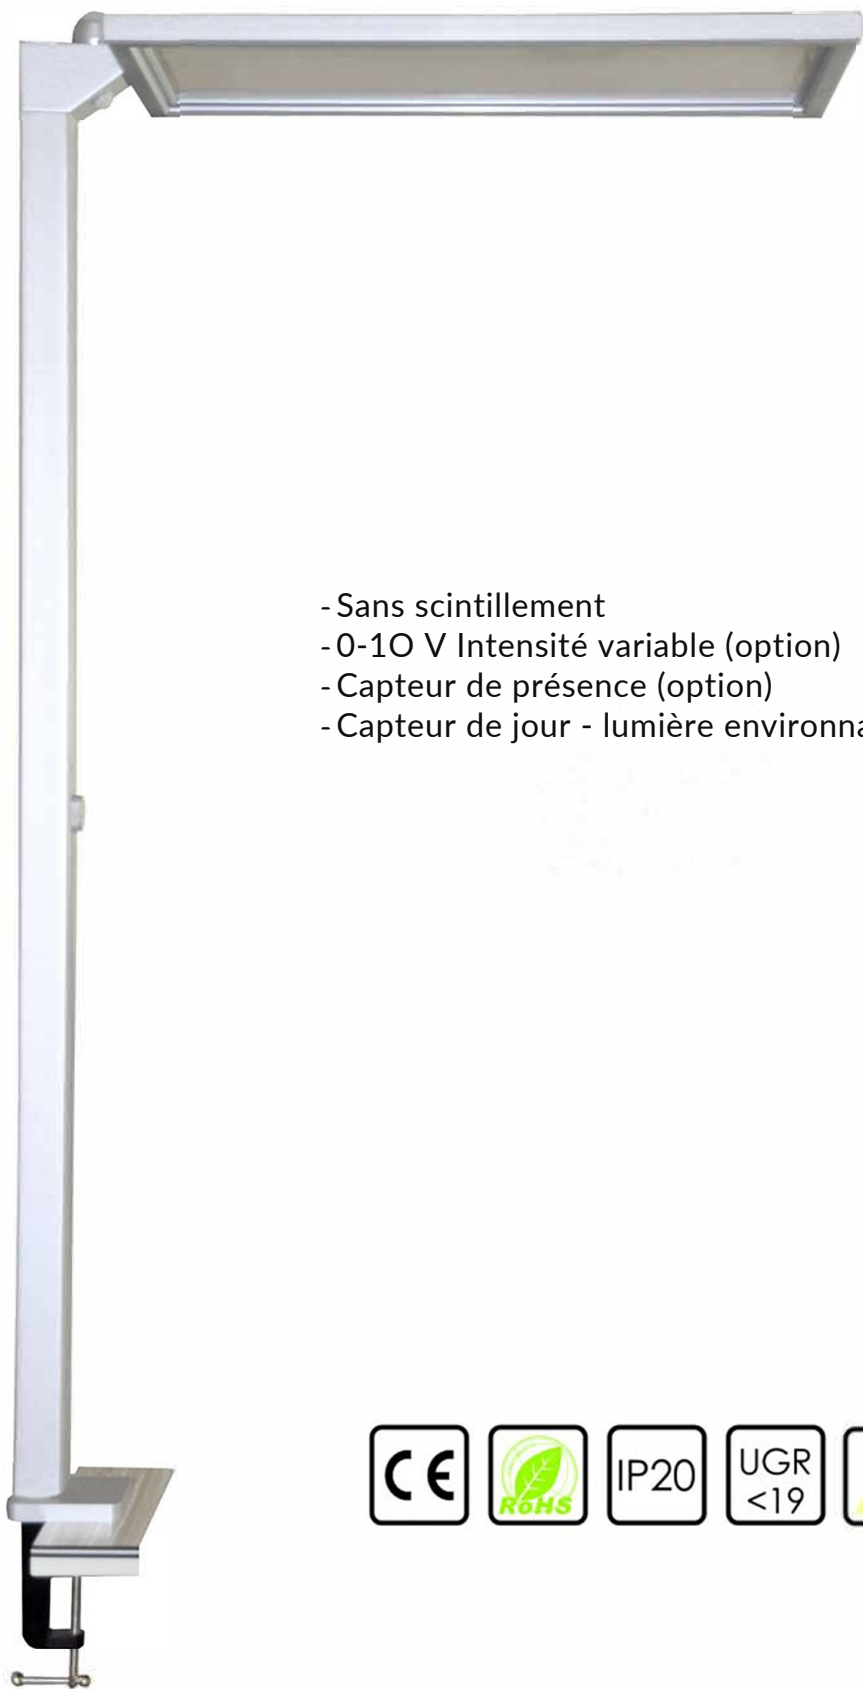 - Sans scintillement
- 0-1O V Intensité variable (option)
- Capteur de présence (option)
- Capteur de jour - lumière
CE
RoHS
IP20
UGR
<19